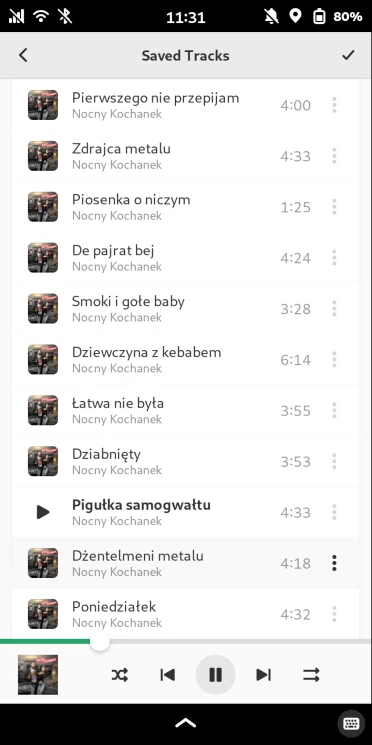 11:31
80%
Saved Tracks
Pierwszego nie przepijam
Nocny Kochanek
4:00
Zdrajca metalu
Nocny Kochanek
4:33
Piosenka o niczym
Nocny Kochanek
1:25
De pajrat bej
Nocny Kochanek
4:24
Smoki i gołe baby
Nocny Kochanek
3:28
Dziewczyna z kebabem
Nocny Kochanek
6:14
Łatwa nie była
Nocny Kochanek
3:55
Dziabnięty
Nocny Kochanek
3:53
Pigułka samogwałtu
Nocny Kochanek
4:33
Dżentelmeni metalu
Nocny Kochanek
4:18
Poniedziałek
Nocny Kochanek
4:32